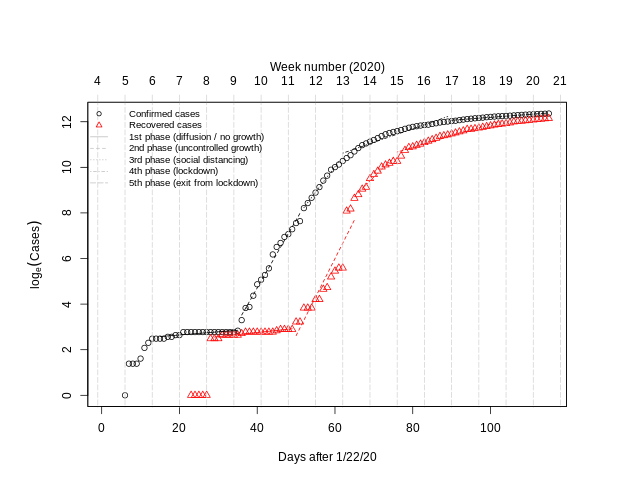 Week number (2020)
4 5 6 7 8 9 10 11 12 13 14 15 16 17 18 19 20 21
Confirmed cases
Recovered cases
1st phase (diffusion / no growth)
2nd phase (uncontrolled growth)
3rd phase (social distancing)
4th phase (lockdown)
5th phase (exit from lockdown)
12
10
8
6
4
2
0
logₑ(Cases)
0 20 40 60 80 100
Days after 1/22/20